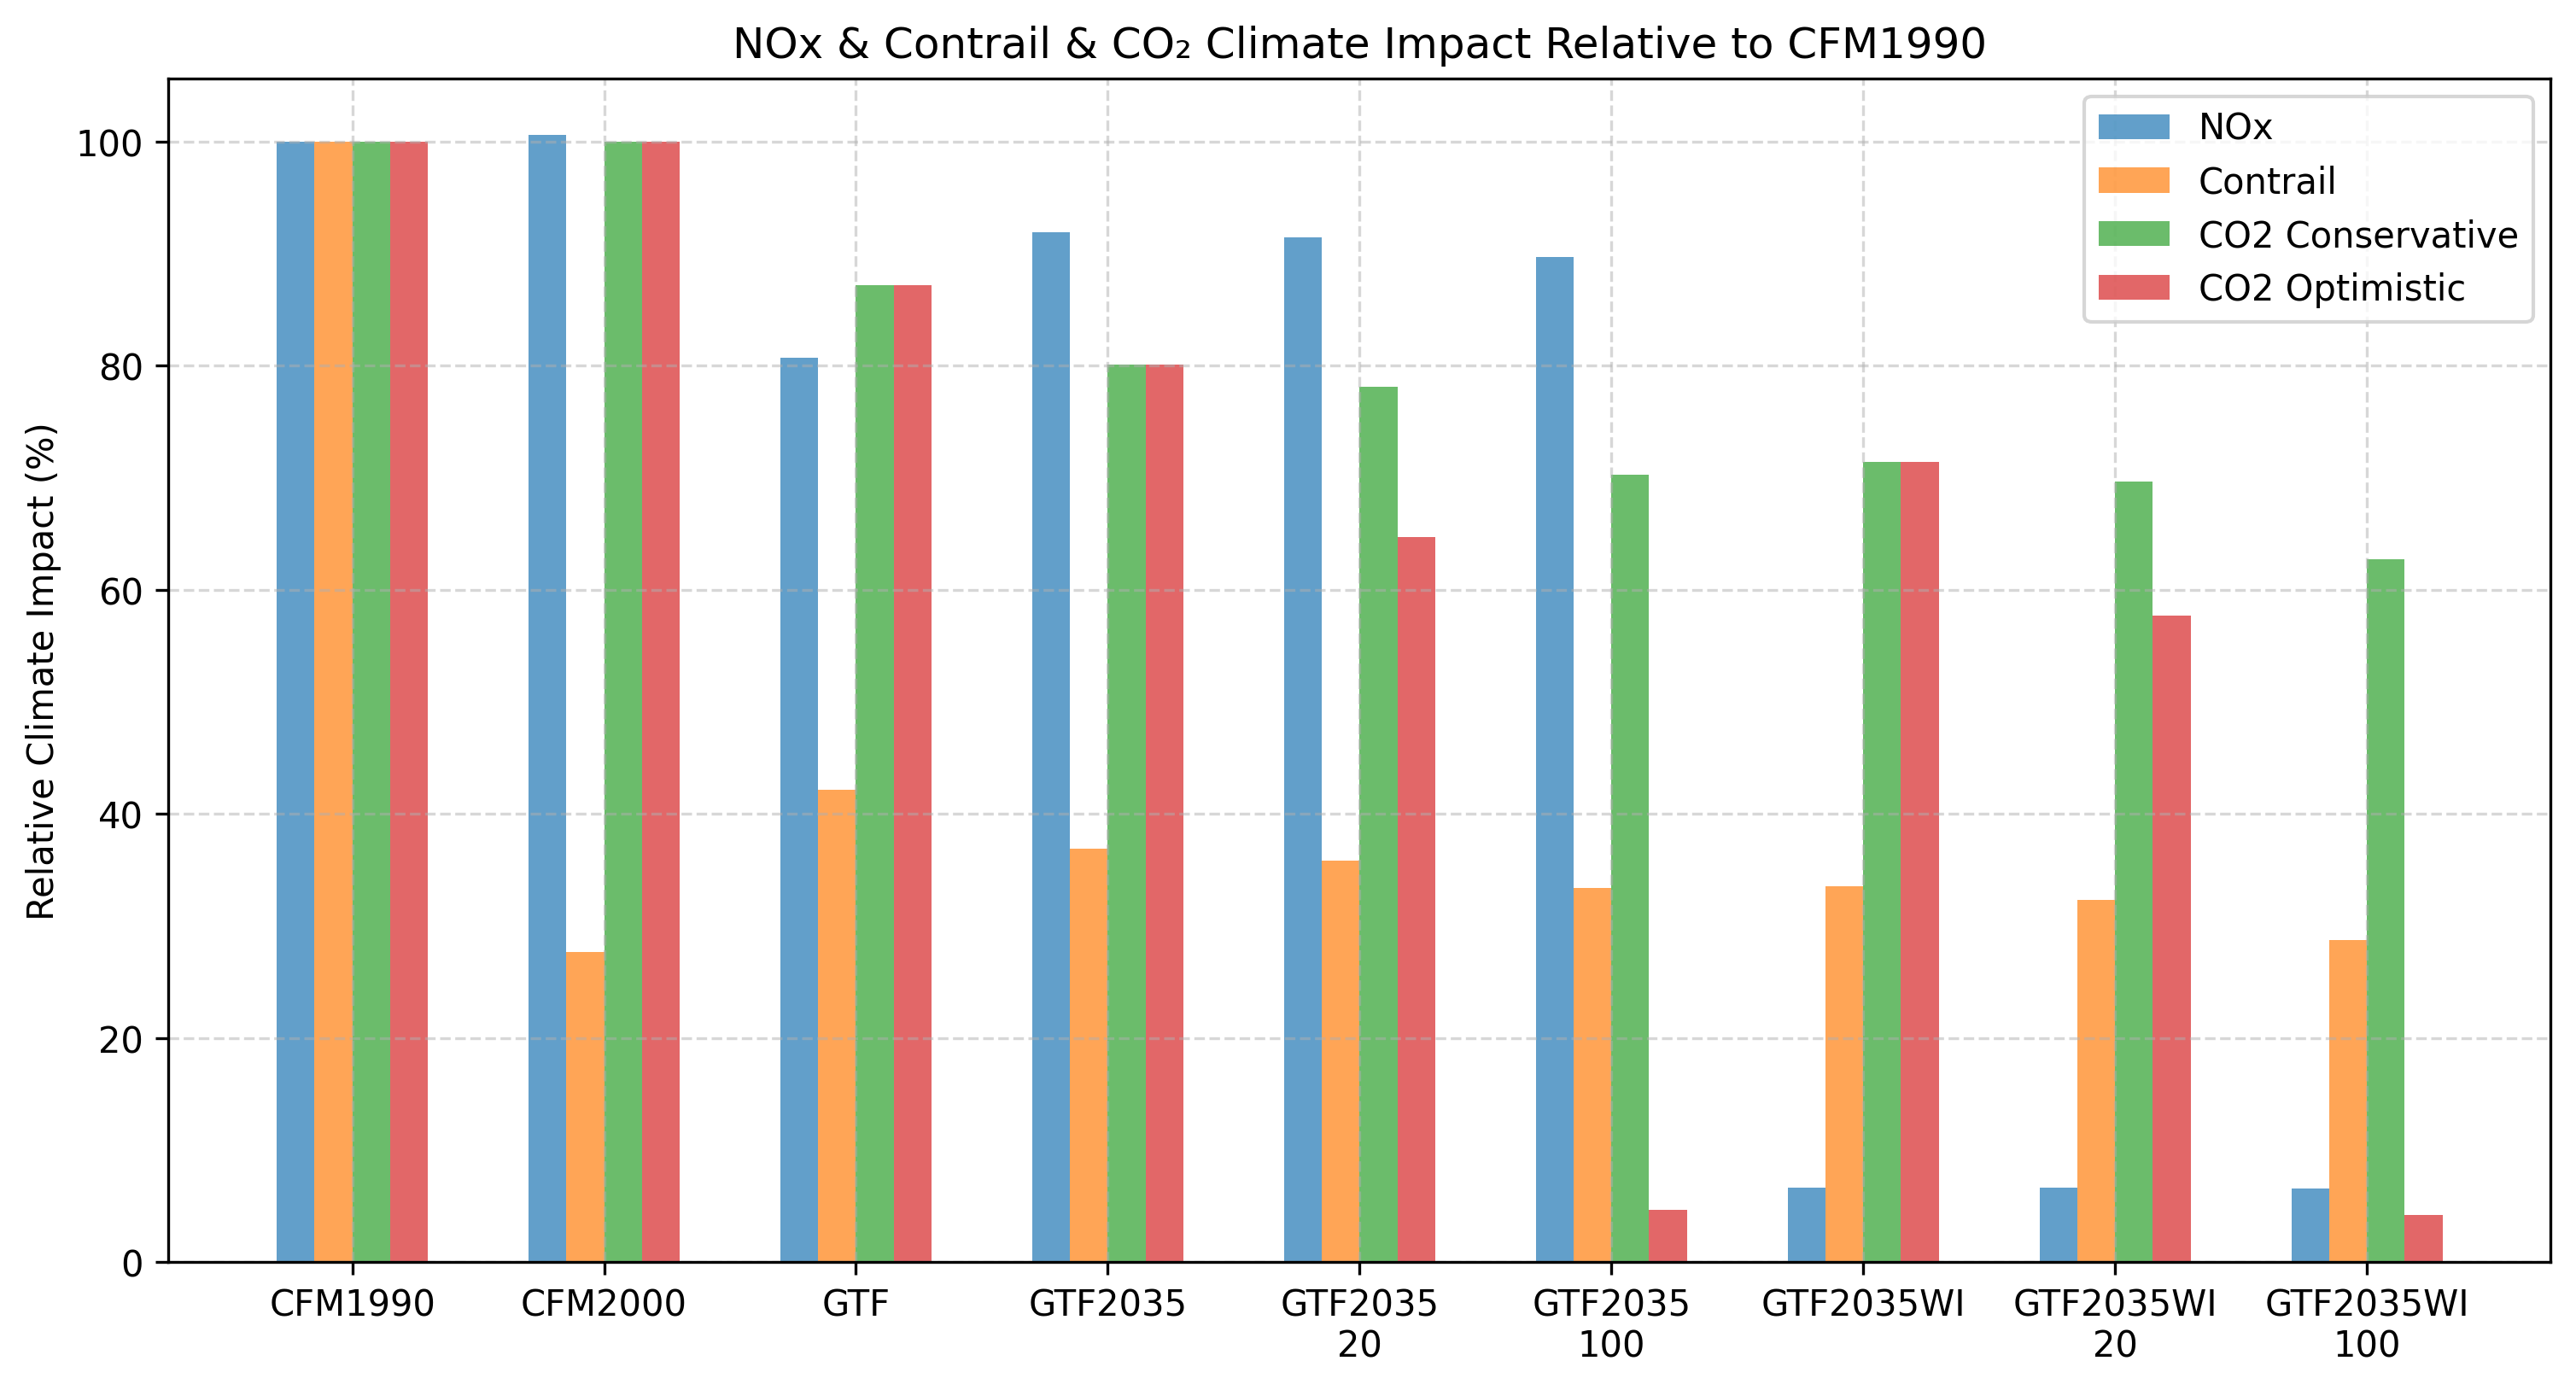 NOx & Contrail & CO₂ Climate Impact Relative to CFM1990
Relative Climate Impact (%)
100
80
60
40
20
0
NOx
Contrail
CO2 Conservative
CO2 Optimistic
CFM1990
CFM2000
GTF
GTF2035
GTF2035
20
GTF2035
100
GTF2035WI
GTF2035WI
20
GTF2035WI
100